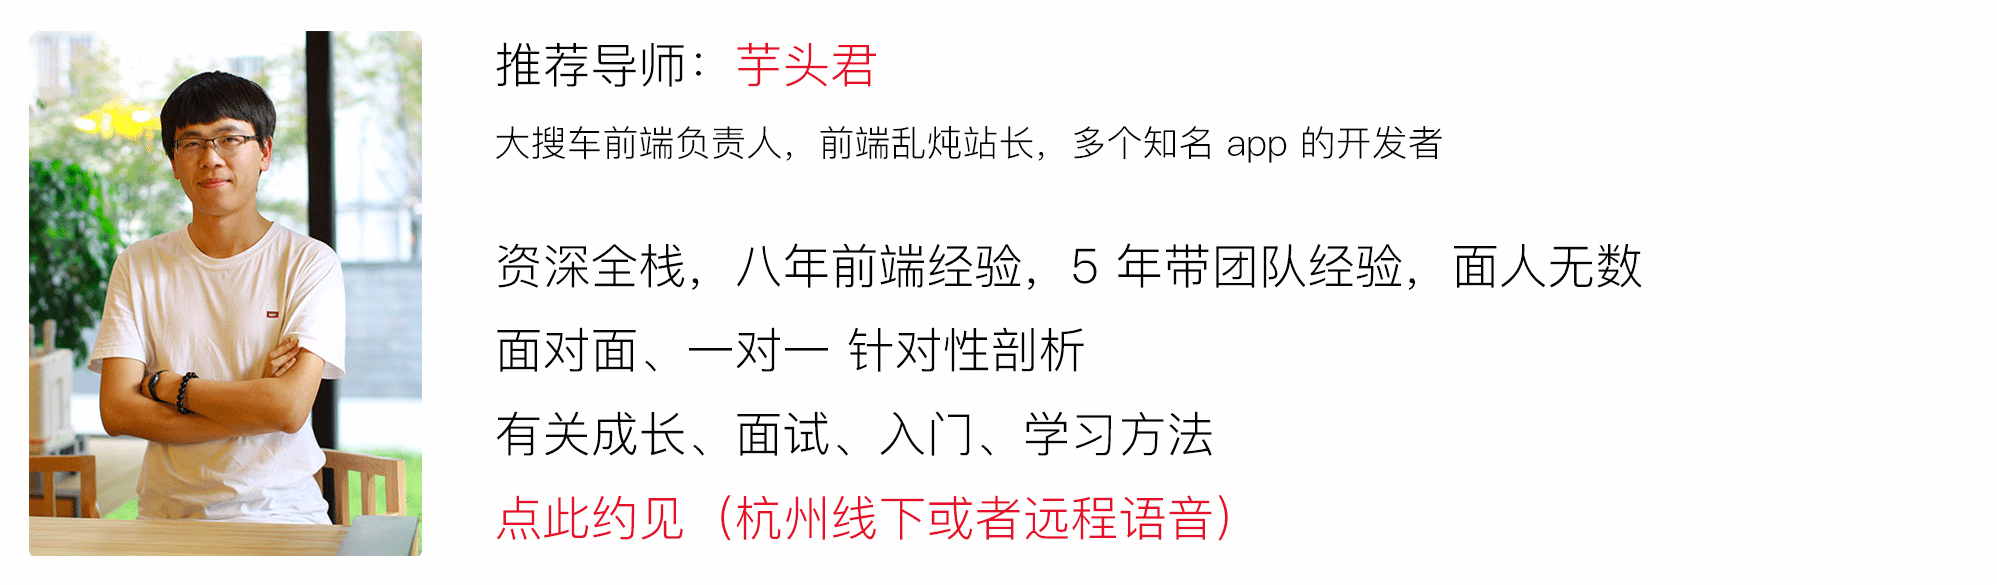 推荐导师：芋头君
大搜车前端负责人，前端乱炖站长，多个知名 app 的开发者
资深全栈，八年前端经验，5 年带团队经验，面人无数
面对面、一对一 针对性剖析
有关成长、面试、入门、学习方法
点此约见（杭州线下或者远程语音）